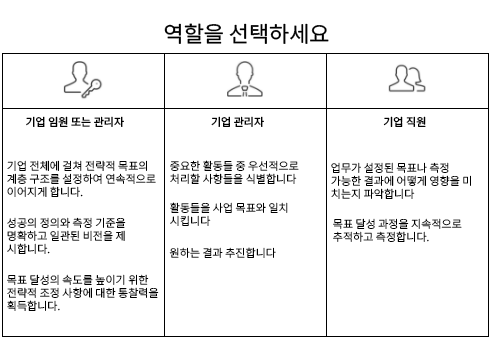 역할을 선택하세요
기업 임원 또는 관리자
기업 전체에 걸쳐 전략적 목표의
계층 구조를 설정하여 연속적으로
이어지게 합니다.
성공의 정의와 측정 기준을
명확하고 일관된 비전을 제
시합니다.
목표 달성의 속도를 높이기 위한
전략적 조정 사항에 대한 통찰력을
획득합니다.
기업 관리자
중요한 활동들 중 우선적으로
처리할 사항들을 식별합니다
활동들을 사업 목표와 일치
시킵니다
원하는 결과 추진합니다
기업 직원
업무가 설정된 목표나 측정
가능한 결과에 어떻게 영향을 미
치는지 파악합니다
목표 달성 과정을 지속적으로
추적하고 측정합니다.